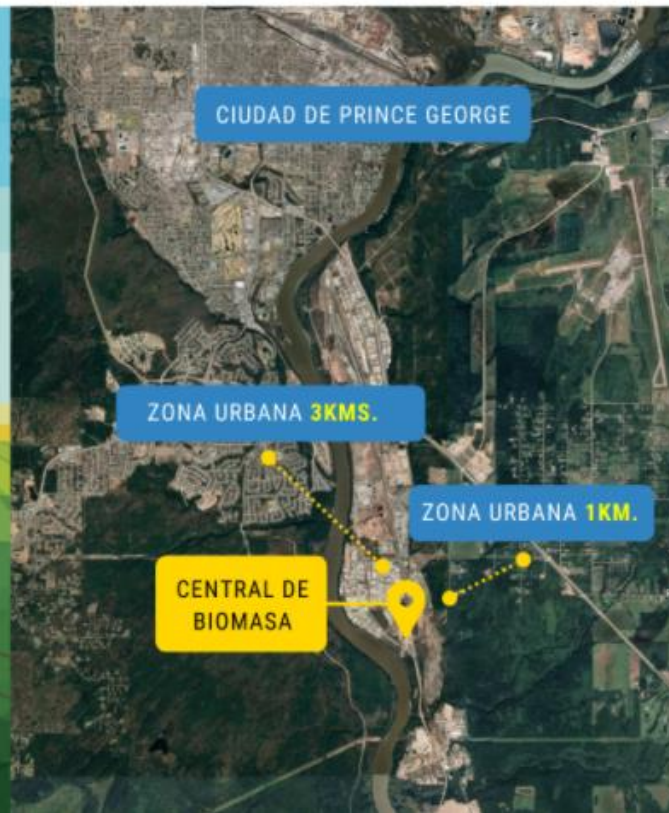 CIUDAD DE PRINCE GEORGE
ZONA URBANA 3KMS.
ZONA URBANA 1KM.
CENTRAL DE
BIOMASA